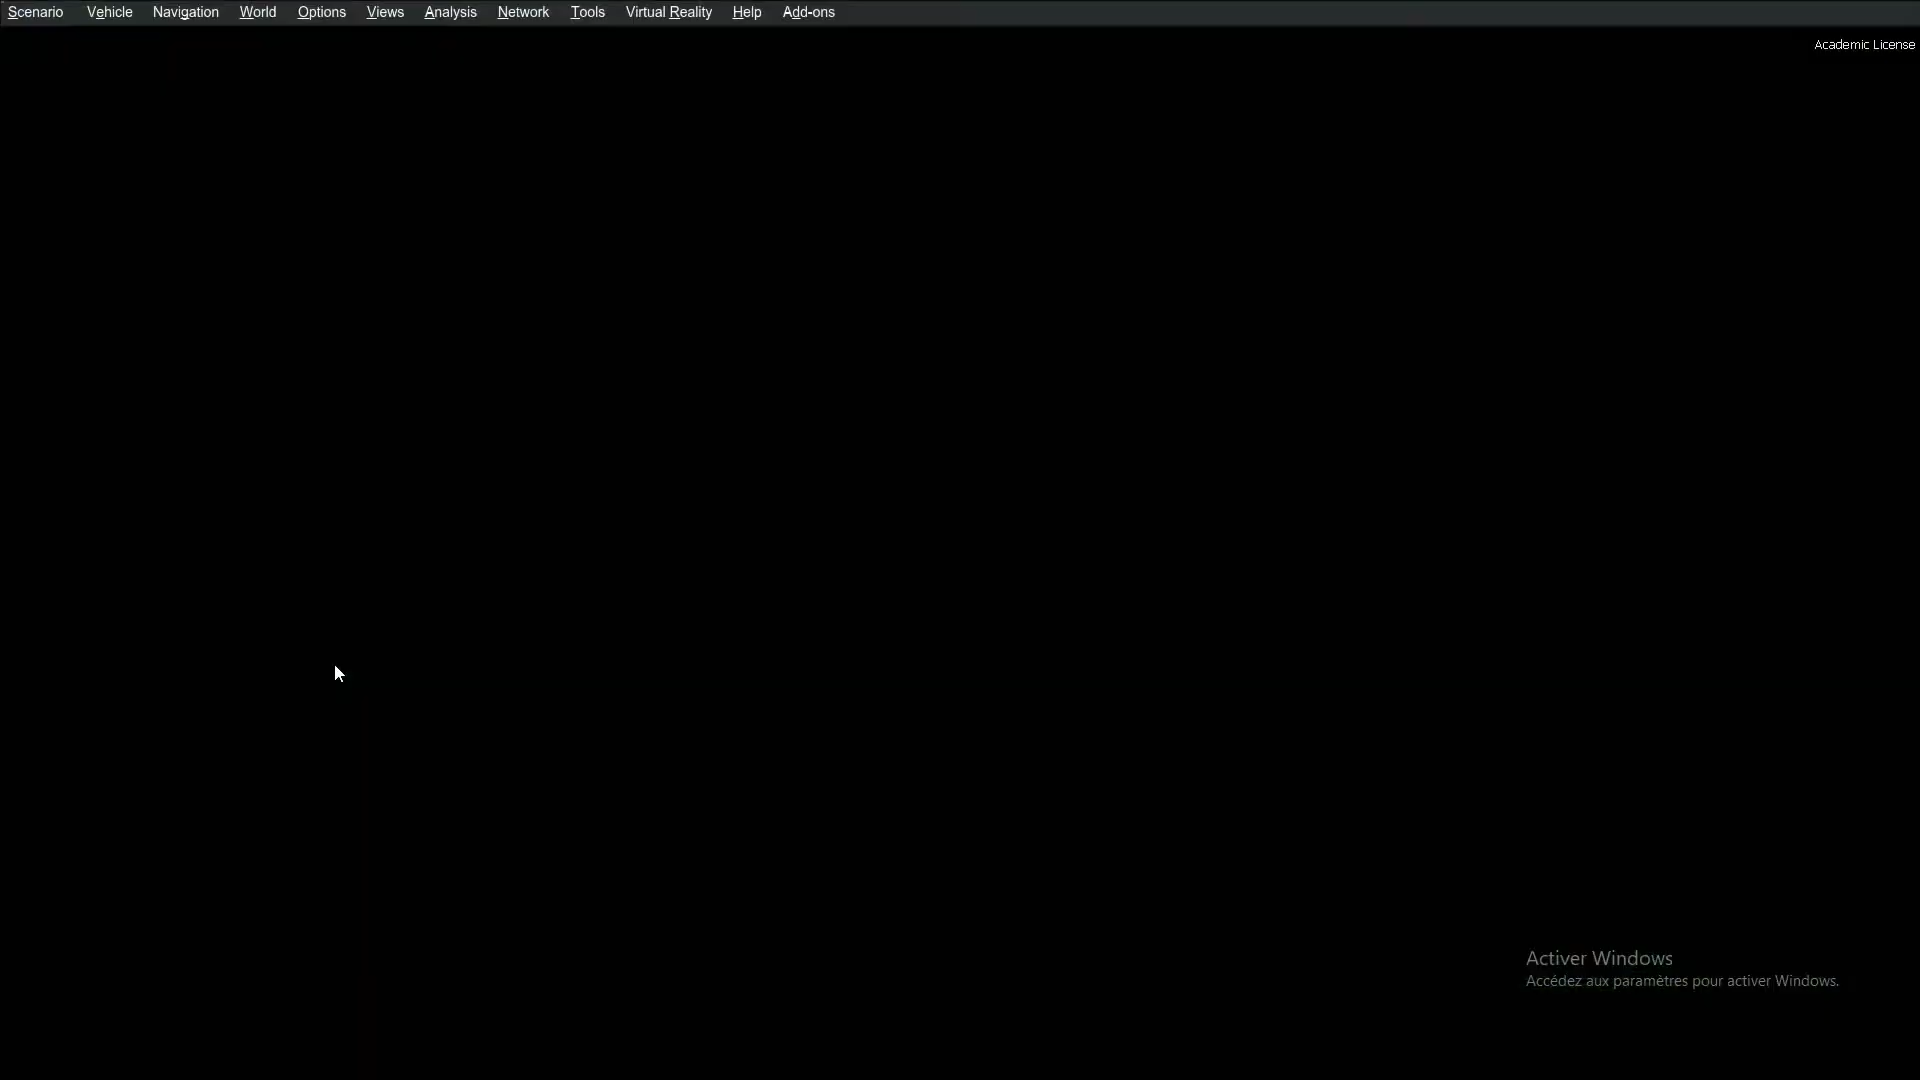 Scenario Vehicle Navigation World Options Views Analysis Network Tools Virtual Reality Help Add-ons
Academic License
Activer Windows
Accédez aux paramètres pour activer Windows.